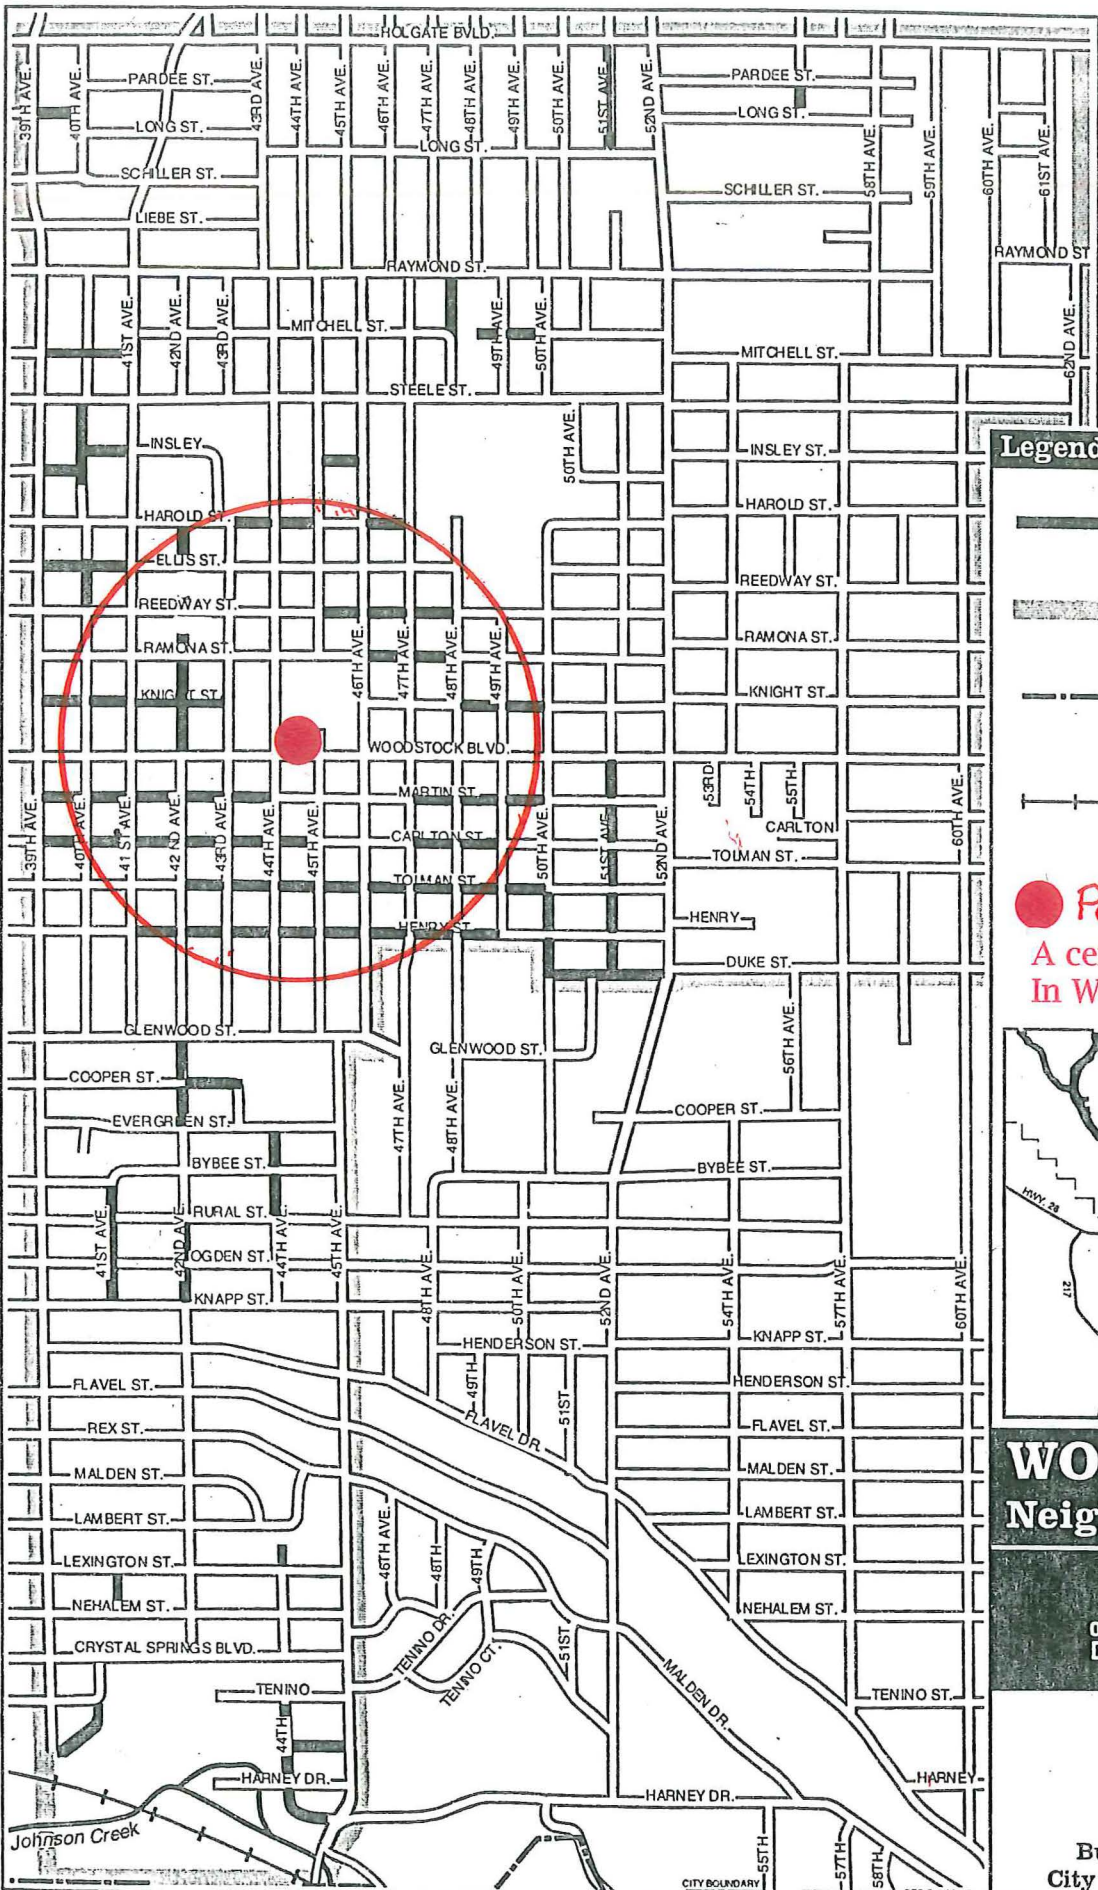 HOLGATE BVLD.
39TH AVE.
40TH AVE.
PARDEE ST.
LONG ST.
SCHILLER ST.
LIEBE ST.
43RD AVE.
44TH AVE.
45TH AVE.
46TH AVE.
47TH AVE.
48TH AVE.
49TH AVE.
50TH AVE.
51ST AVE.
52ND AVE.
LONG ST.
PARDEE ST.
LONG ST.
SCHILLER ST.
58TH AVE.
59TH AVE.
60TH AVE.
61ST AVE.
RAYMOND ST.
RAYMOND ST
41ST AVE.
42ND AVE.
43RD AVE.
MITCHELL ST.
49TH AVE.
50TH AVE.
MITCHELL ST.
62ND AVE.
STEELE ST.
INSLEY
50TH AVE.
INSLEY ST.
Legend
HAROLD ST.
HAROLD ST.
ELLIS ST.
REEDWAY ST.
REEDWAY ST.
RAMONA ST.
RAMONA ST.
46TH AVE.
47TH AVE.
48TH AVE.
49TH AVE.
KNIGHT ST.
KNIGHT ST.
WOODSTOCK BLVD.
39TH AVE.
40TH AVE.
41 ST AVE.
42 ND AVE.
43RD AVE.
44TH AVE.
45TH AVE.
MARTIN ST.
CARLTON ST.
TOLMAN ST.
HENRY ST.
50TH AVE.
51ST AVE.
52ND AVE.
53RD
54TH
55TH
CARLTON
TOLMAN ST.
60TH AVE.
HENRY
DUKE ST.
A ce
In W
GLENWOOD ST.
GLENWOOD ST.
56TH AVE.
COOPER ST.
COOPER ST.
EVERGREEN ST.
47TH AVE.
48TH AVE.
BYBEE ST.
BYBEE ST.
HWY. 26
217
41ST AVE.
42ND AVE.
RURAL ST.
OGDEN ST.
44TH AVE.
45TH AVE.
KNAPP ST.
48TH AVE.
50TH AVE.
52ND AVE.
54TH AVE.
57TH AVE.
60TH AVE.
KNAPP ST.
HENDERSON ST.
HENDERSON ST.
FLAVEL ST.
49TH
51ST
FLAVEL DR.
FLAVEL ST.
REX ST.
MALDEN ST.
MALDEN ST.
WO
Neig
LAMBERT ST.
LAMBERT ST.
46TH AVE.
48TH
49TH
LEXINGTON ST.
LEXINGTON ST.
NEHALEM ST.
NEHALEM ST.
CRYSTAL SPRINGS BLVD.
TENINO DR.
TENINO CT.
51ST
MALDEN DR.
TENINO
TENINO ST.
44TH
HARNEY DR.
HARNEY
HARNEY DR.
Johnson Creek
55TH
57TH
58TH
CITY BOUNDARY
Bu
City